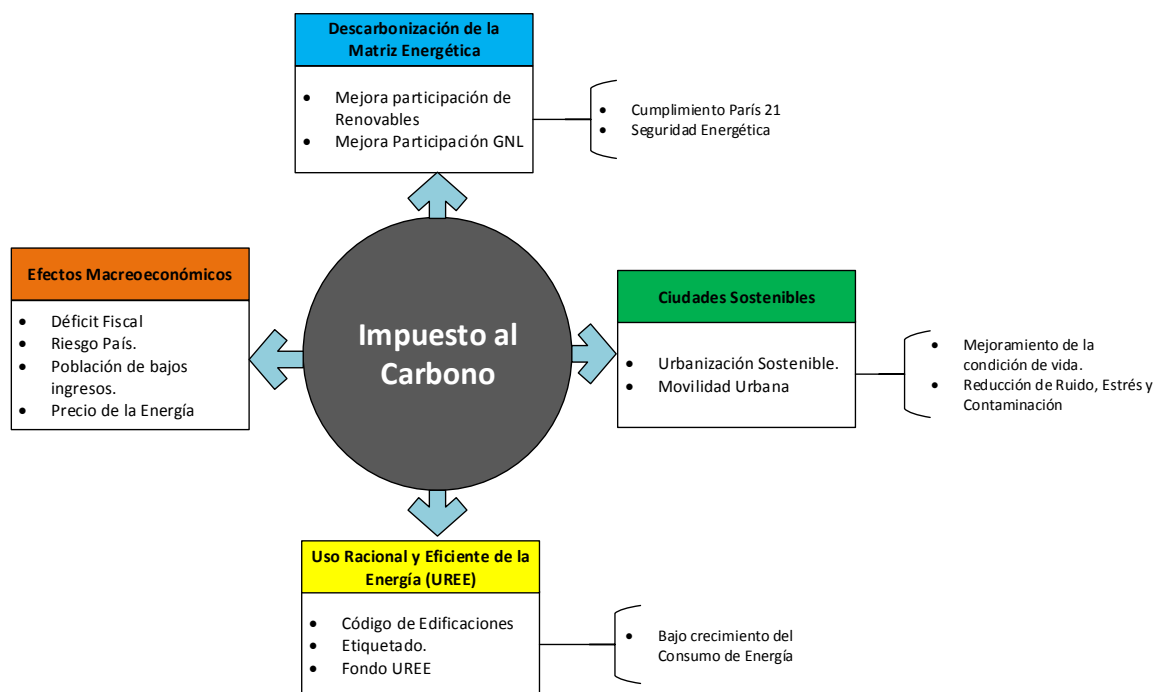 Descarbonización de la
Matriz Energética
• Mejora participación de
Renovables
• Mejora Participación GNL
• Cumplimiento París 21
• Seguridad Energética
Efectos Macreoeconómicos
• Déficit Fiscal
• Riesgo País.
• Población de bajos
ingresos.
• Precio de la Energía
Impuesto al
Carbono
Ciudades Sostenibles
• Urbanización Sostenible.
• Movilidad Urbana
• Mejoramiento de la
condición de vida.
• Reducción de Ruido, Estrés y
Contaminación
Uso Racional y Eficiente de la
Energía (UREE)
• Código de Edificaciones
• Etiquetado.
• Fondo UREE
• Bajo crecimiento del
Consumo de Energía